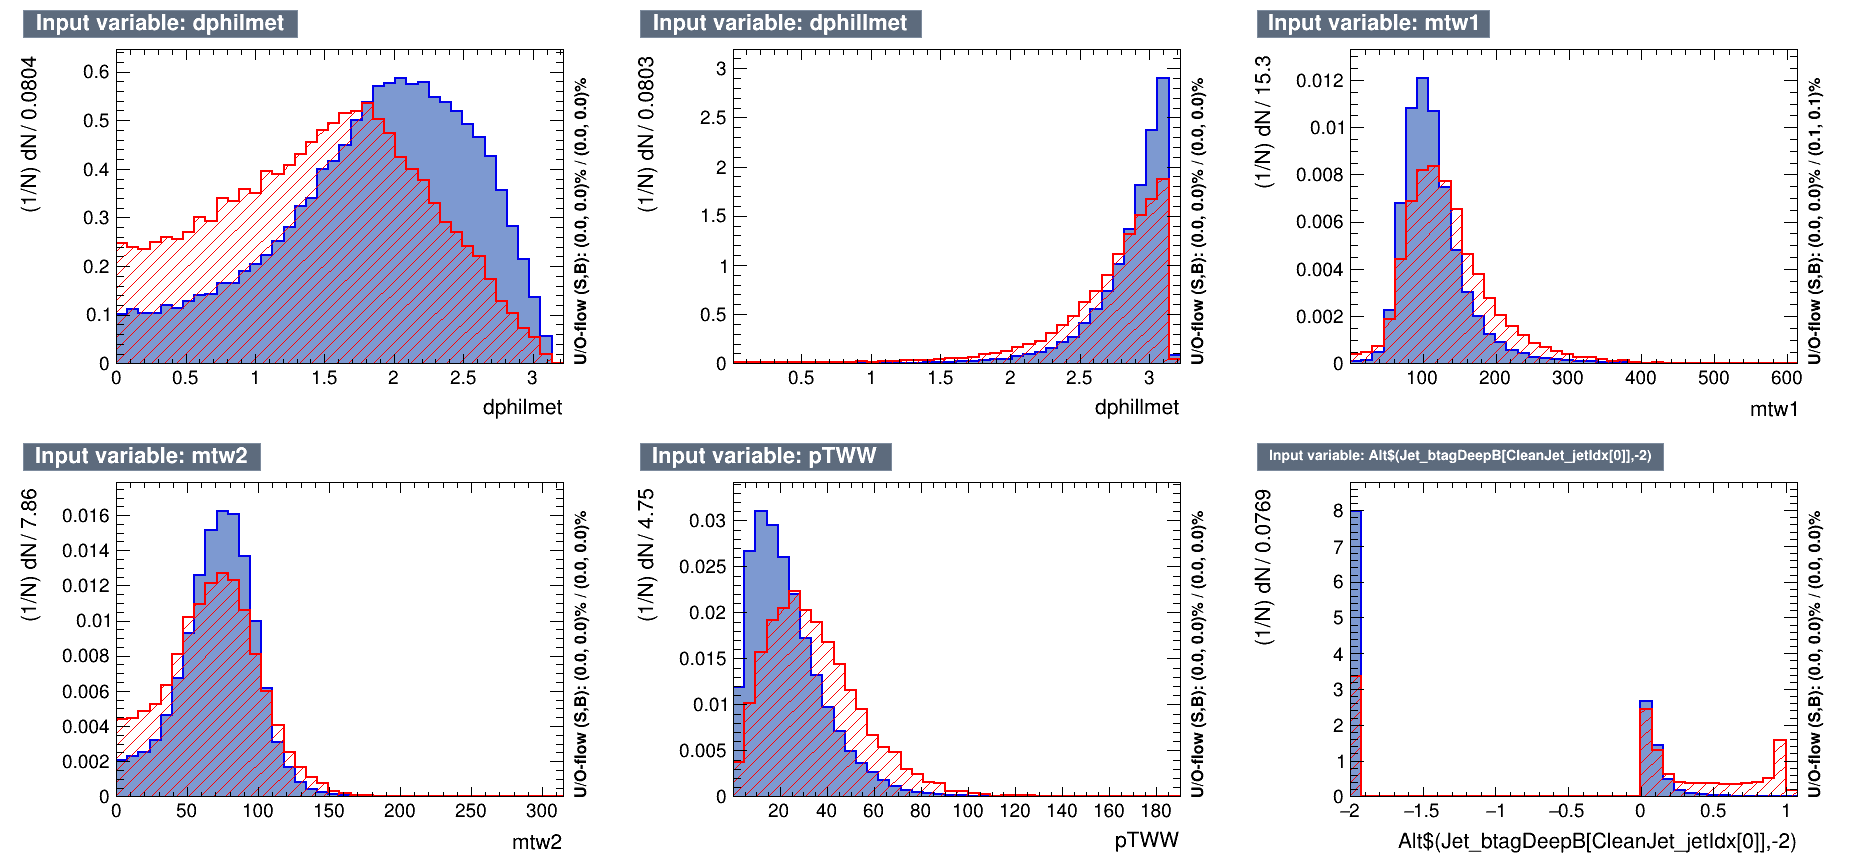 Input variable: dphilmet
(1/N) dN / 0.0804
0.6
0.5
0.4
0.3
0.2
0.1
0
0 0.5 1 1.5 2 2.5 3
dphilmet
U/O-flow (S,B): (0.0, 0.0)% / (0.0, 0.0)%
Input variable: dphillmet
(1/N) dN / 0.0803
3
2.5
2
1.5
1
0.5
0
0.5 1 1.5 2 2.5 3
dphillmet
U/O-flow (S,B): (0.0, 0.0)% / (0.0, 0.0)%
Input variable: mtw1
(1/N) dN / 15.3
0.012
0.01
0.008
0.006
0.004
0.002
0
100 200 300 400 500 600
mtw1
U/O-flow (S,B): (0.0, 0.0)% / (0.1, 0.1)%
Input variable: mtw2
(1/N) dN / 7.86
0.016
0.014
0.012
0.01
0.008
0.006
0.004
0.002
0
0 50 100 150 200 250 300
mtw2
U/O-flow (S,B): (0.0, 0.0)% / (0.0, 0.0)%
Input variable: pTWW
(1/N) dN / 4.75
0.03
0.025
0.02
0.015
0.01
0.005
0
20 40 60 80 100 120 140 160 180
pTWW
U/O-flow (S,B): (0.0, 0.0)% / (0.0, 0.0)%
Input variable: Alt$(Jet_btagDeepB[CleanJet_jetIdx[0]],-2)
(1/N) dN / 0.0769
8
7
6
5
4
3
2
1
0
−2 −1.5 −1 −0.5 0 0.5 1
Alt$(Jet_btagDeepB[CleanJet_jetIdx[0]],-2)
U/O-flow (S,B): (0.0, 0.0)% / (0.0, 0.0)%